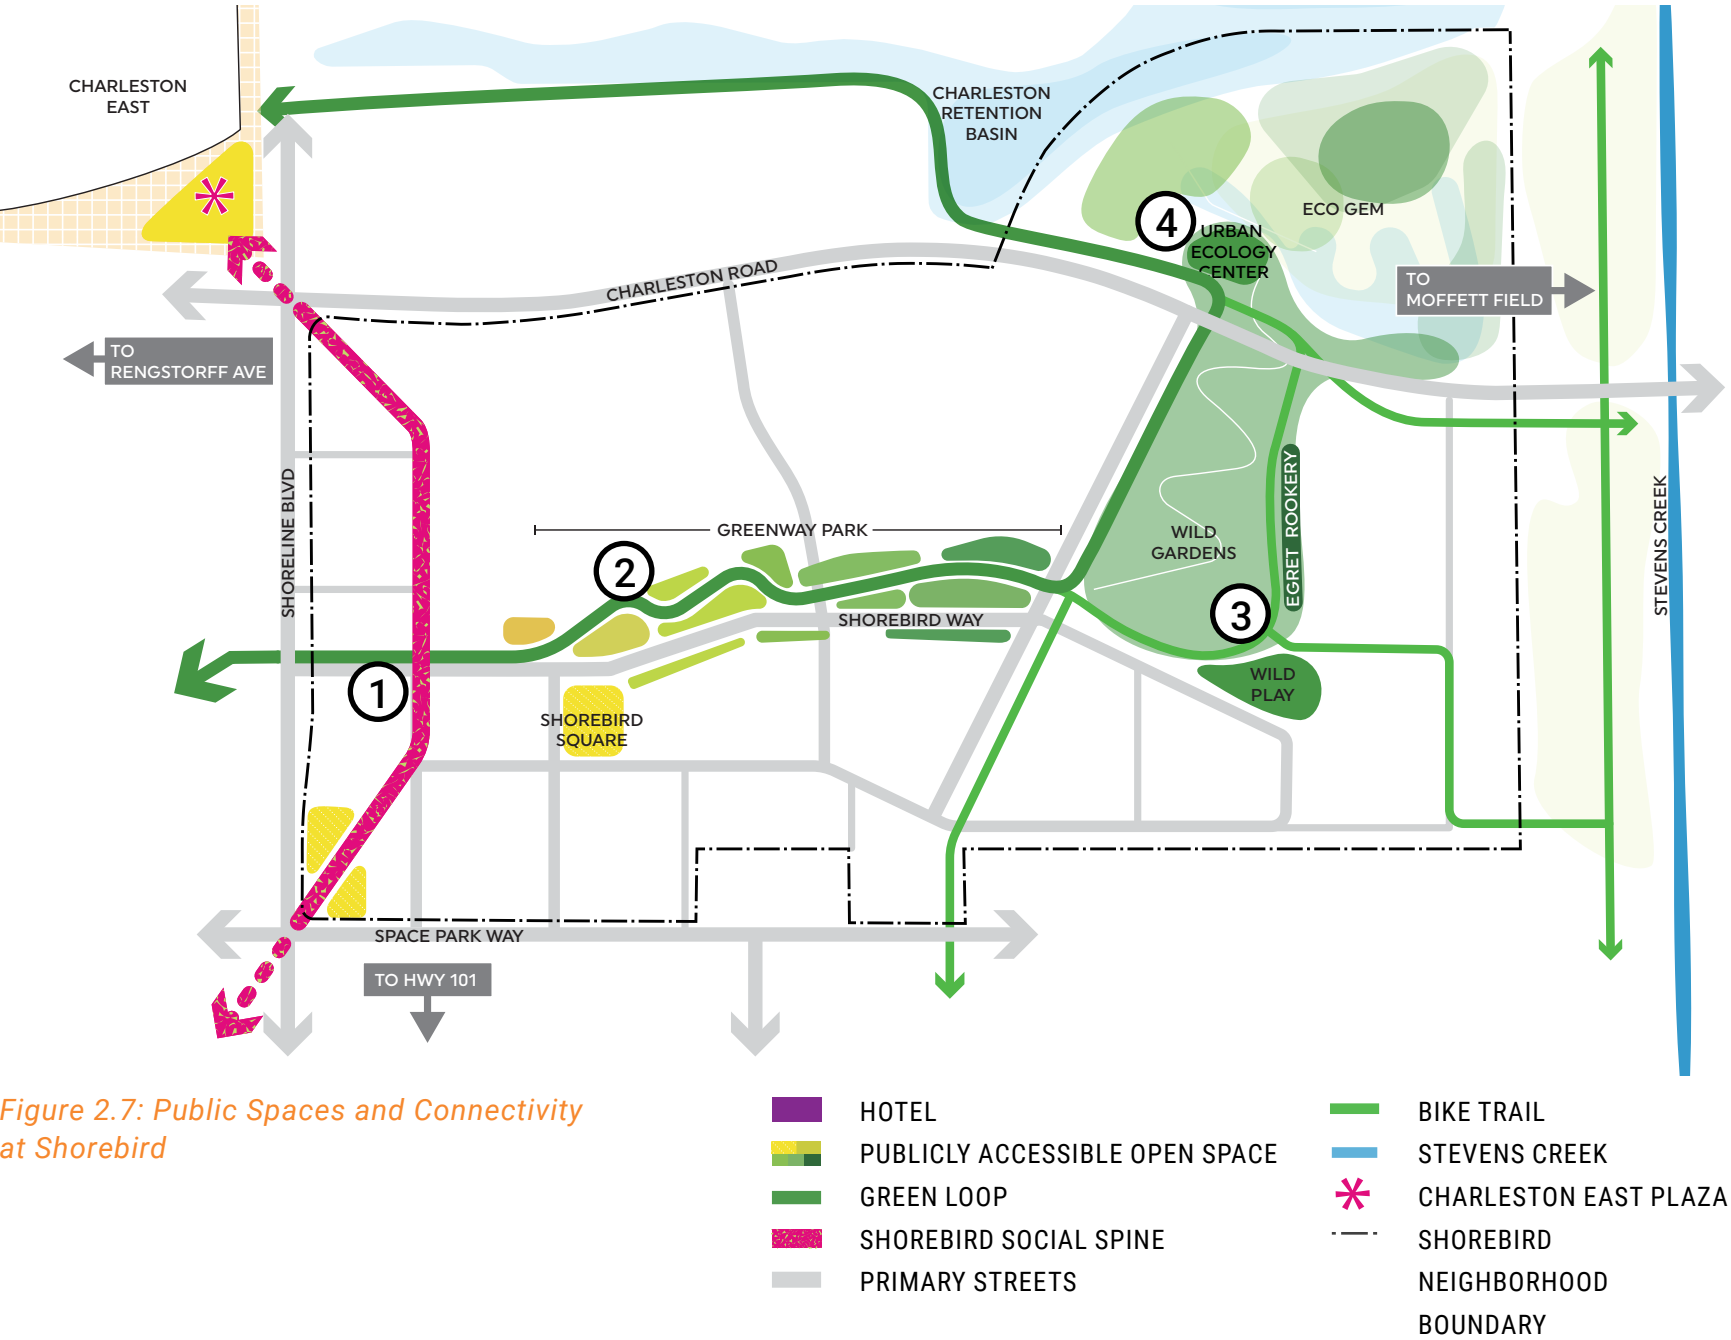 CHARLESTON
EAST
CHARLESTON
RETENTION
BASIN
4
URBAN
ECOLOGY
CENTER
ECO GEM
TO
MOFFETT FIELD
CHARLESTON ROAD
TO
RENGSTORFF AVE
SHORELINE BLVD
GREENWAY PARK
2
WILD
GARDENS
EGRET ROOKERY
STEVENS CREEK
3
SHOREBIRD WAY
1
WILD
PLAY
SHOREBIRD
SQUARE
SPACE PARK WAY
TO HWY 101
Figure 2.7: Public Spaces and Connectivity
at Shorebird
HOTEL
PUBLICLY ACCESSIBLE OPEN SPACE
GREEN LOOP
SHOREBIRD SOCIAL SPINE
PRIMARY STREETS
BIKE TRAIL
STEVENS CREEK
CHARLESTON EAST PLAZA
SHOREBIRD
NEIGHBORHOOD
BOUNDARY